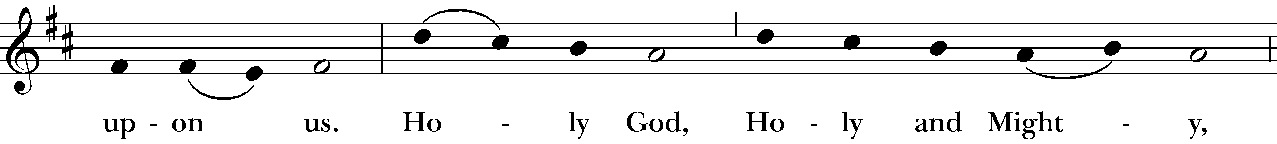 up - on us. Ho - ly God, Ho - ly and Might - y,